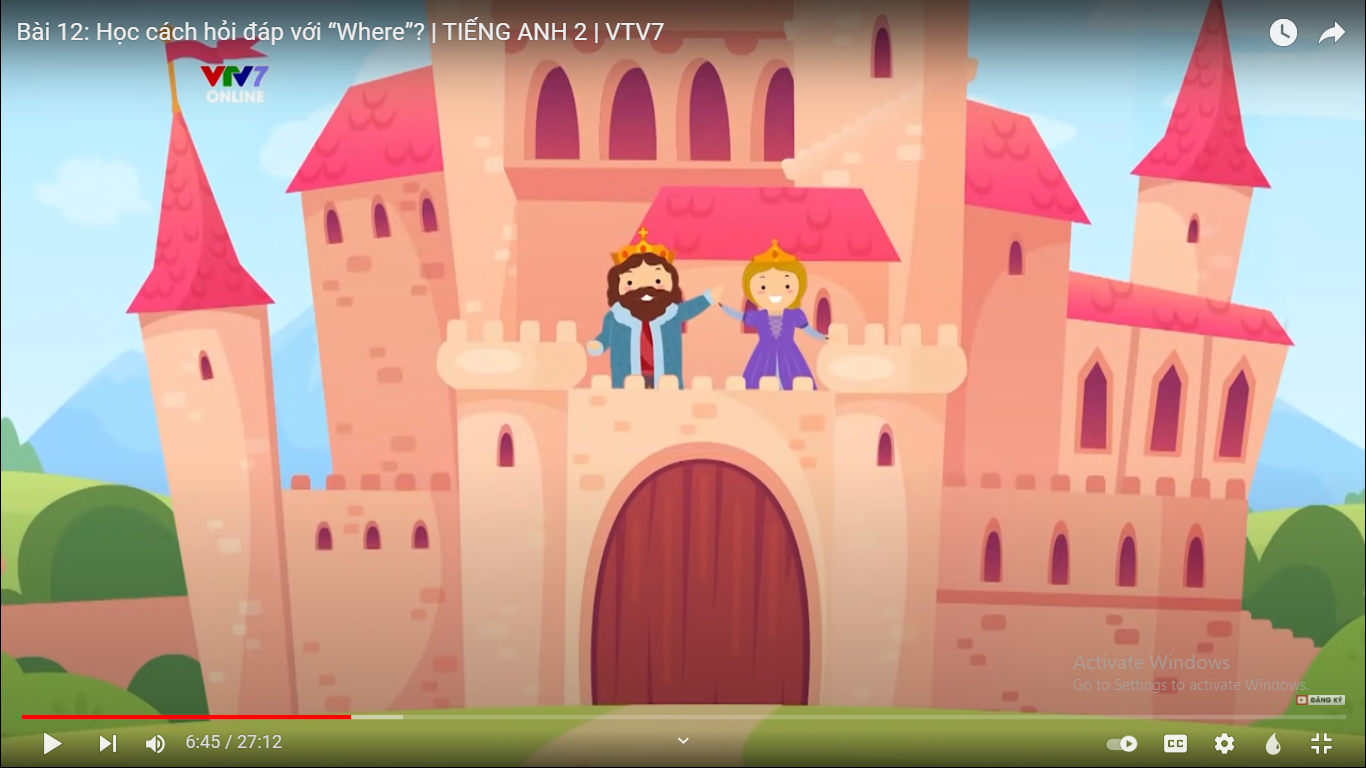 Bài 12: Học cách hỏi đáp với “Where”? | TIẾNG ANH 2 | VTV7
VTV7
ONLINE
Activate Windows
Go to Settings to activate Windows.
ĐĂNG KÝ
6:45 / 27:12
CC